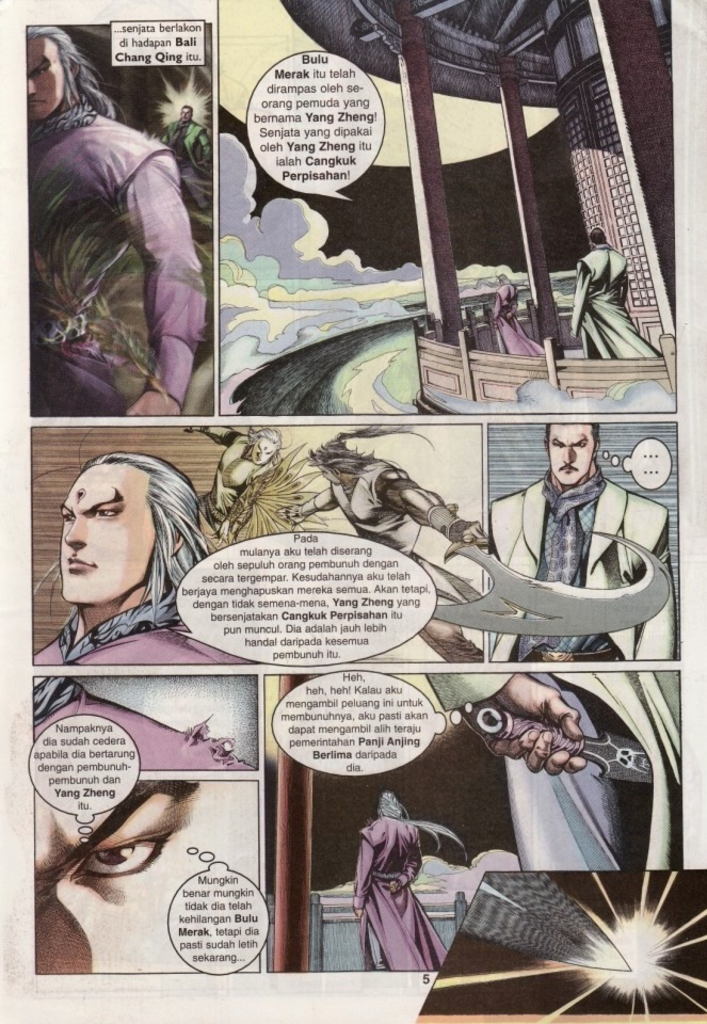 ...senjata berlakon
di hadapan Bali
Chang Qing itu.
Bulu
Merak itu telah
dirampas oleh se-
orang pemuda yang
bernama Yang Zheng!
Senjata yang dipakai
oleh Yang Zheng itu
ialah Cangkuk
Perpisahan!
Pada
mulanya aku telah diserang
oleh sepuluh orang pembunuh dengan
secara tergempar. Kesudahannya aku telah
berjaya menghapuskan mereka semua. Akan tetapi,
dengan tidak semena-mena, Yang Zheng yang
bersenjatakan Cangkuk Perpisahan itu
pun muncul. Dia adalah jauh lebih
handal daripada kesemua
pembunuh itu.
...
...
Nampaknya
dia sudah cedera
apabila dia bertarung
dengan pembunuh-
pembunuh dan
Yang Zheng
itu.
Mungkin
benar mungkin
tidak dia telah
kehilangan Bulu
Merak, tetapi dia
pasti sudah letih
sekarang...
Heh,
heh, heh! Kalau aku
mengambil peluang ini untuk
membunuhnya, aku pasti akan
dapat mengambil alih teraju
pemerintahan Panji Anjing
Berlima daripada
dia.
5